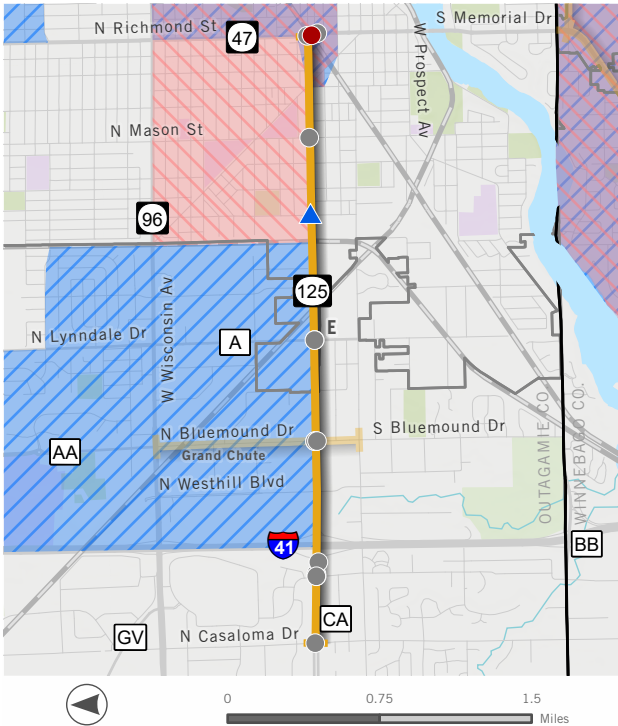 S Memorial Dr
N Richmond St
47
W Prospect Av
N Mason St
96
125
W Wisconsin Av
N Lynndale Dr
A
E
N Bluemound Dr
S Bluemound Dr
AA
Grand Chute
N Westhill Blvd
OUTAGAMIE CO.
WINNEBAGO CO.
41
BB
CA
GV
N Casaloma Dr
0 0.75 1.5
Miles